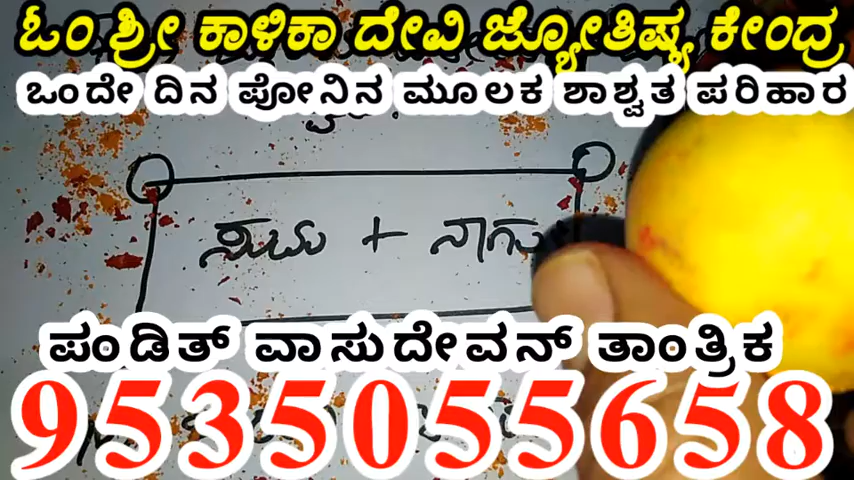 ಓಂ ಶ್ರೀ ಕಾಳಿಕಾ ದೇವಿ ಜ್ಯೋತಿಷ್ಯ ಕೇಂದ್ರ
ಒಂದೇ ದಿನ ಪೋನಿನ ಮೂಲಕ ಶಾಶ್ವತ ಪರಿಹಾರ
+ ನಾಗು
ಪಂಡಿತ್ ವಾಸುದೇವನ್ ತಾಂತ್ರಿಕ
9535055658